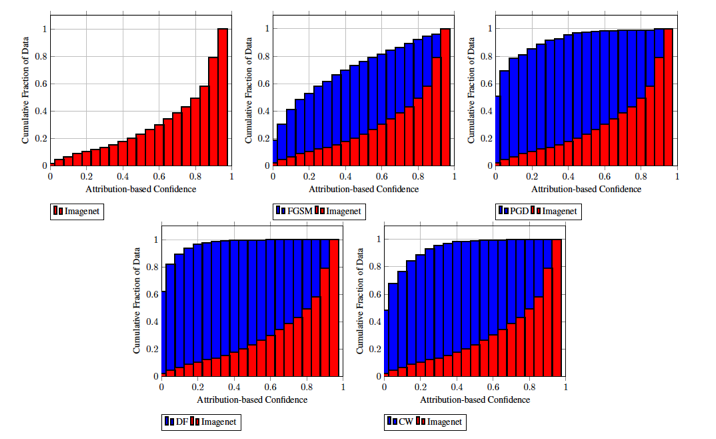 1
0.8
0.6
0.4
0.2
0
0 0.2 0.4 0.6 0.8 1
Cumulative Fraction of Data
Attribution-based Confidence
Imagenet
1
0.8
0.6
0.4
0.2
0
0 0.2 0.4 0.6 0.8 1
Cumulative Fraction of Data
Attribution-based Confidence
FGSM Imagenet
1
0.8
0.6
0.4
0.2
0
0 0.2 0.4 0.6 0.8 1
Cumulative Fraction of Data
Attribution-based Confidence
PGD Imagenet
1
0.8
0.6
0.4
0.2
0
0 0.2 0.4 0.6 0.8 1
Cumulative Fraction of Data
Attribution-based Confidence
DF Imagenet
1
0.8
0.6
0.4
0.2
0
0 0.2 0.4 0.6 0.8 1
Cumulative Fraction of Data
Attribution-based Confidence
CW Imagenet